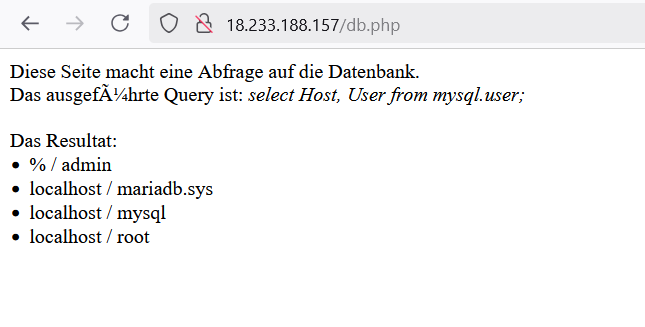 18.233.188.157/db.php
Diese Seite macht eine Abfrage auf die Datenbank.
Das ausgefÃ¼hrte Query ist: select Host, User from mysql.user;
Das Resultat:
• % / admin
• localhost / mariadb.sys
• localhost / mysql
• localhost / root